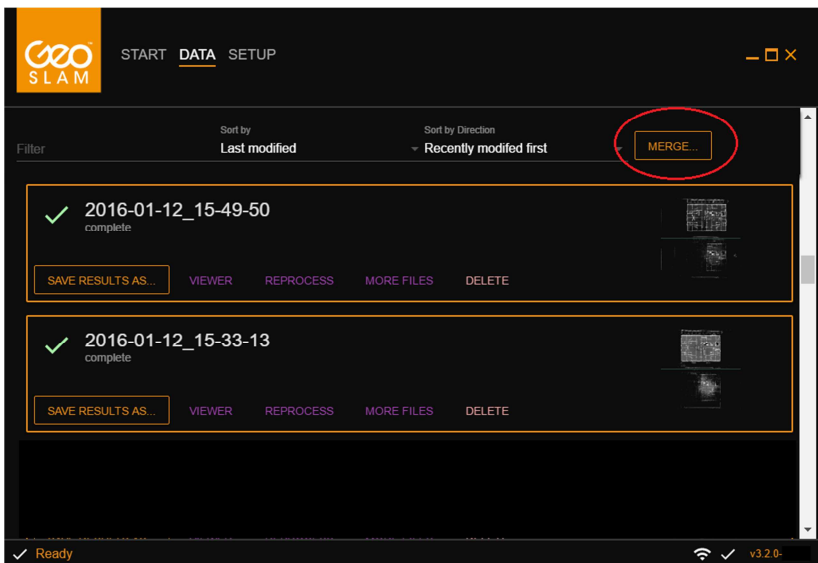 GEO
SLAM
START DATA SETUP
Filter
Sort by
Last modified
Sort by Direction
Recently modifed first
MERGE...
2016-01-12_15-49-50
complete
SAVE RESULTS AS... VIEWER REPROCESS MORE FILES DELETE
2016-01-12_15-33-13
complete
SAVE RESULTS AS... VIEWER REPROCESS MORE FILES DELETE
Ready
v3.2.0-